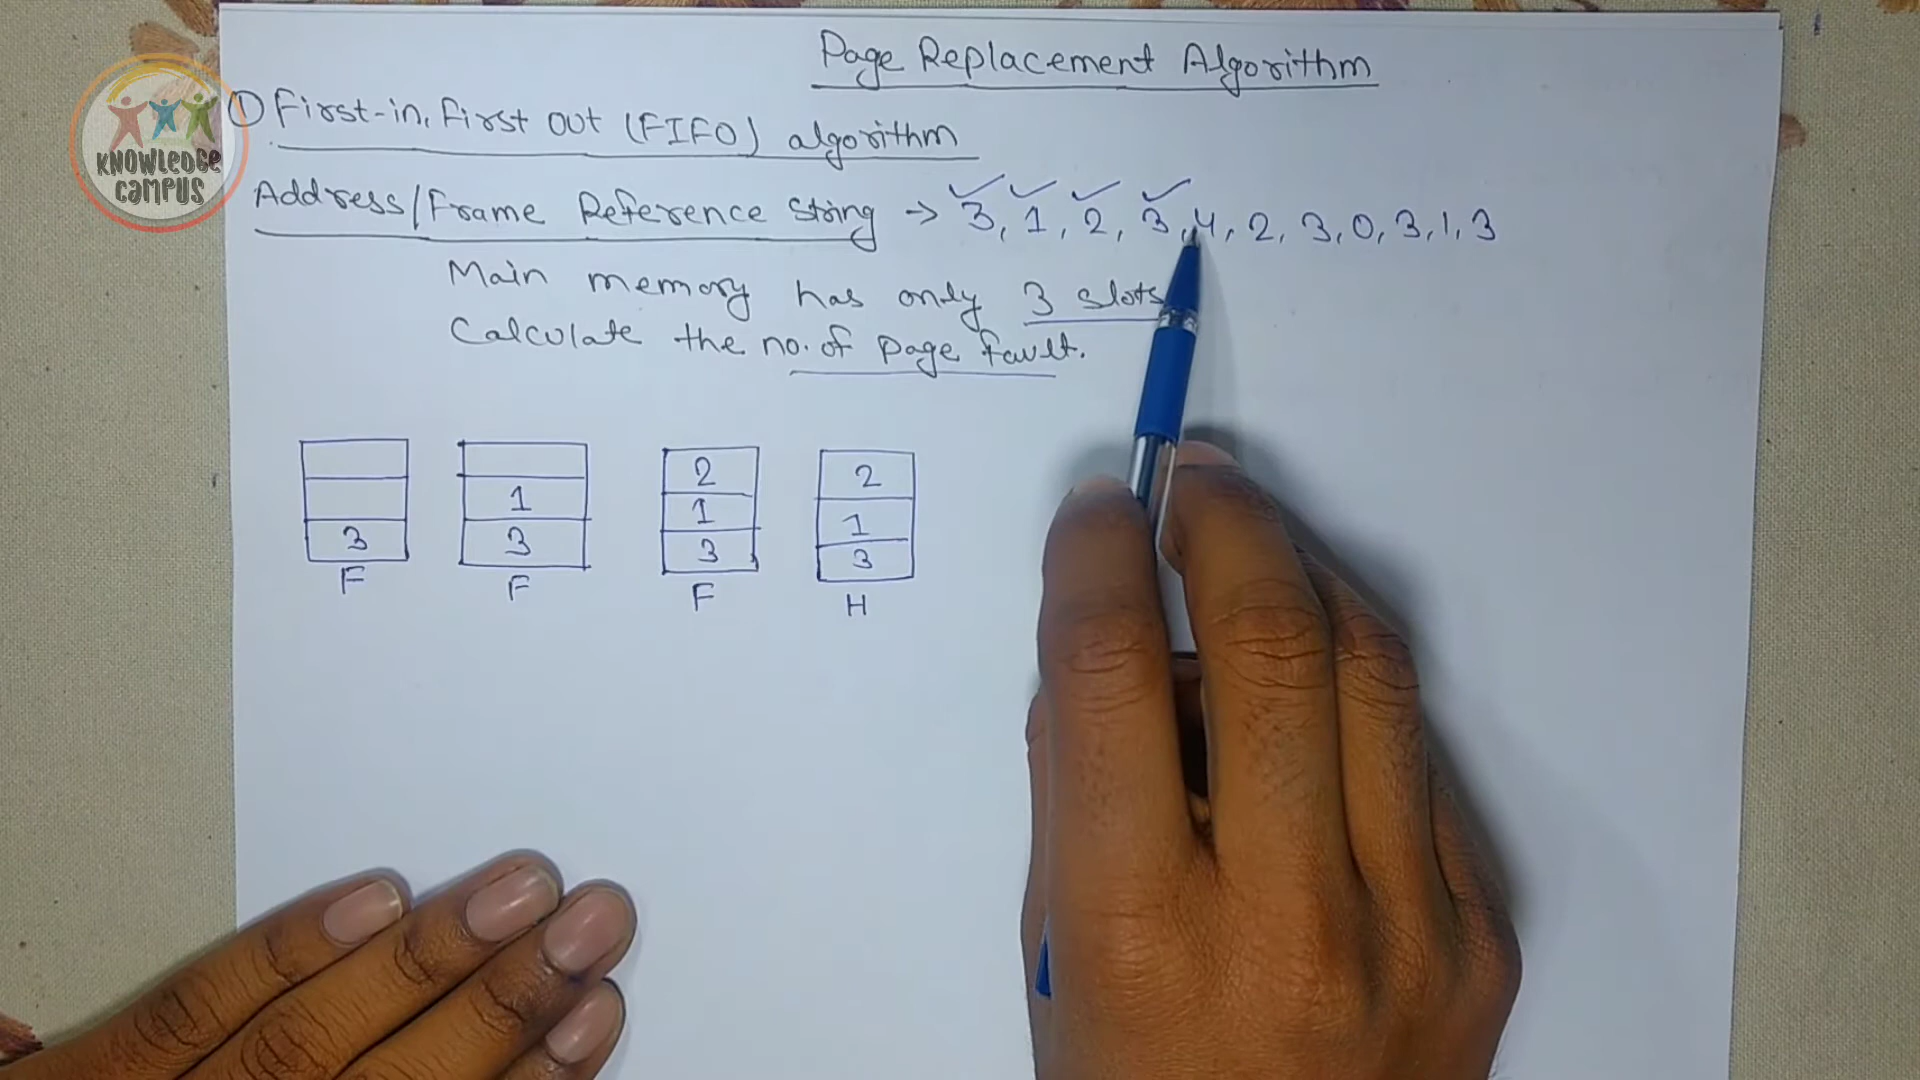 Page Replacement Algorithm
① First-in, First Out (FIFO) algorithm
KNOWLEDGE
CAMPUS
Address/Frame Reference String → 3, 1, 2, 3, 4, 2, 3, 0, 3, 1, 3
Main memory has only 3 slots
Calculate the no. of page fault.
2 2
1 1 1
3 3 3 3
F F F H